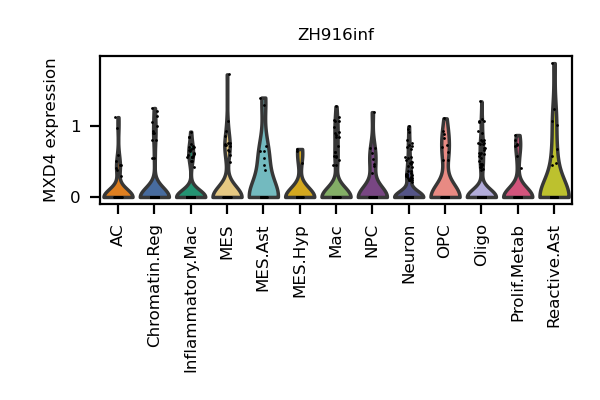 ZH916inf
MXD4 expression
1
0
AC
Chromatin.Reg
Inflammatory.Mac
MES
MES.Ast
MES.Hyp
Mac
NPC
Neuron
OPC
Oligo
Prolif.Metab
Reactive.Ast